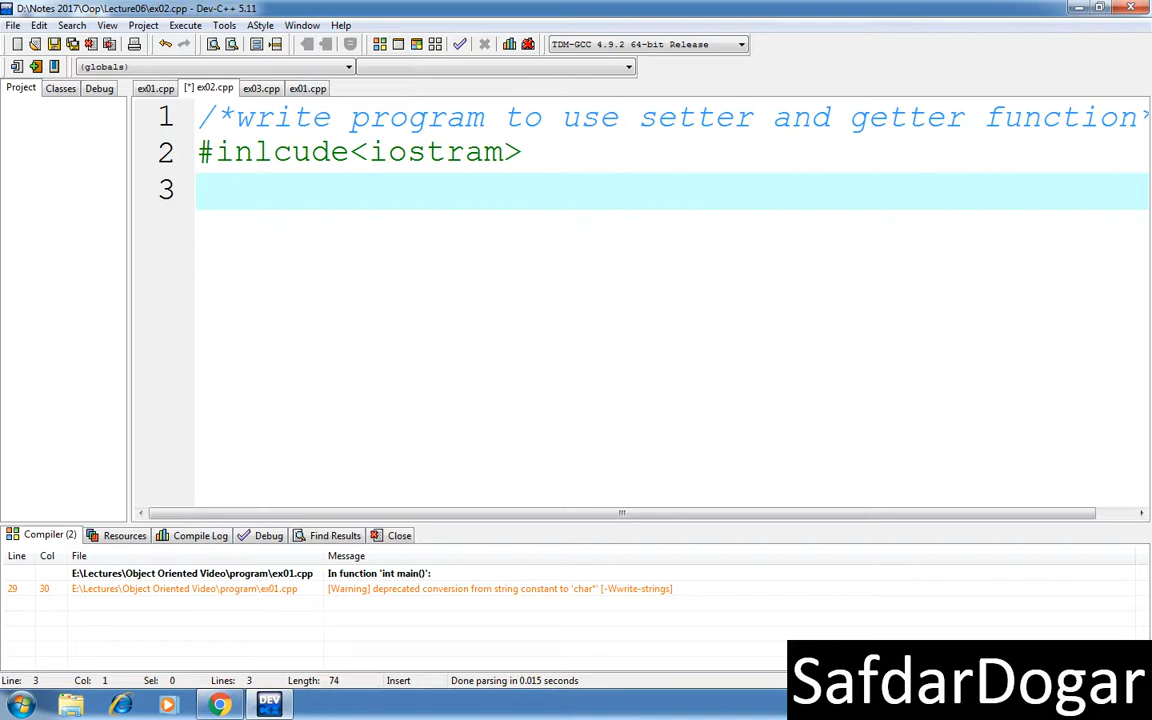 D:\Notes 2017\Oop\Lecture06\ex02.cpp - Dev-C++ 5.11
File Edit Search View Project Execute Tools AStyle Window Help
TDM-GCC 4.9.2 64-bit Release
(globals)
Project Classes Debug ex01.cpp [*] ex02.cpp ex03.cpp ex01.cpp
1 /*write program to use setter and getter function*
2 #inlcude<iostram>
3
Compiler (2) Resources Compile Log Debug Find Results Close
Line Col File Message
E:\Lectures\Object Oriented Video\program\ex01.cpp In function 'int main()':
29 30 E:\Lectures\Object Oriented Video\program\ex01.cpp [Warning] deprecated conversion from string constant to 'char*' [-Wwrite-strings]
Line: 3 Col: 1 Sel: 0 Lines: 3 Length: 74 Insert Done parsing in 0.015 seconds
DEV
SafdarDogar